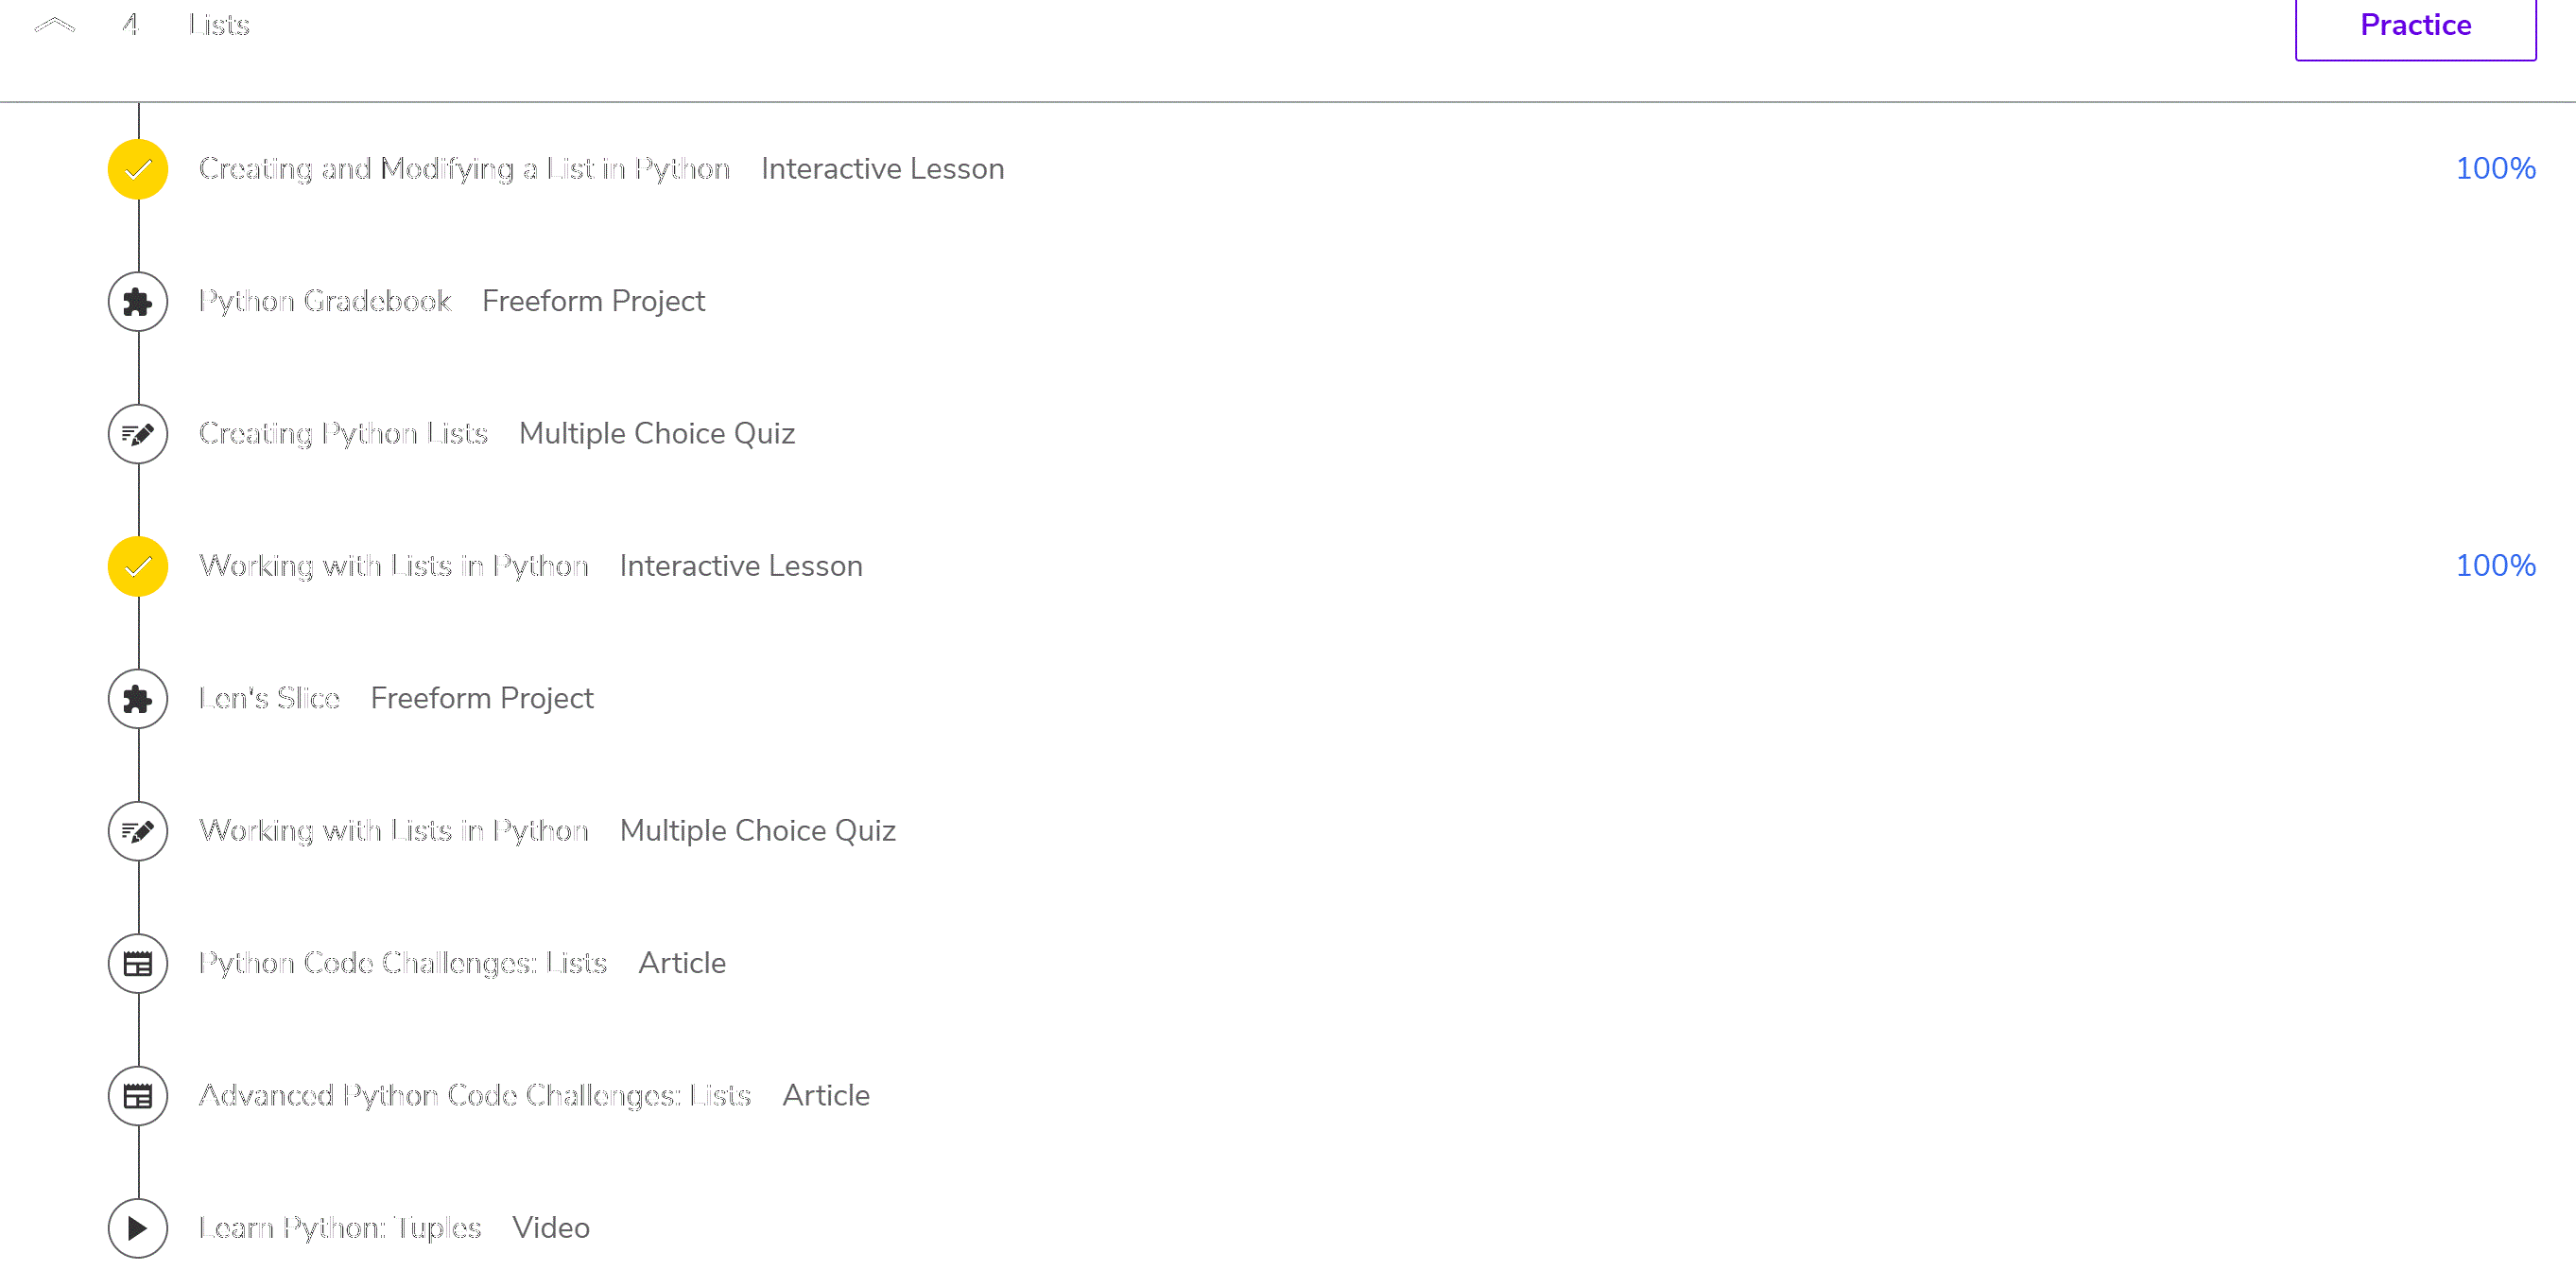 4 Lists Practice
Creating and Modifying a List in Python Interactive Lesson 100%
Python Gradebook Freeform Project
Creating Python Lists Multiple Choice Quiz
Working with Lists in Python Interactive Lesson 100%
Len's Slice Freeform Project
Working with Lists in Python Multiple Choice Quiz
Python Code Challenges: Lists Article
Advanced Python Code Challenges: Lists Article
Learn Python: Tuples Video